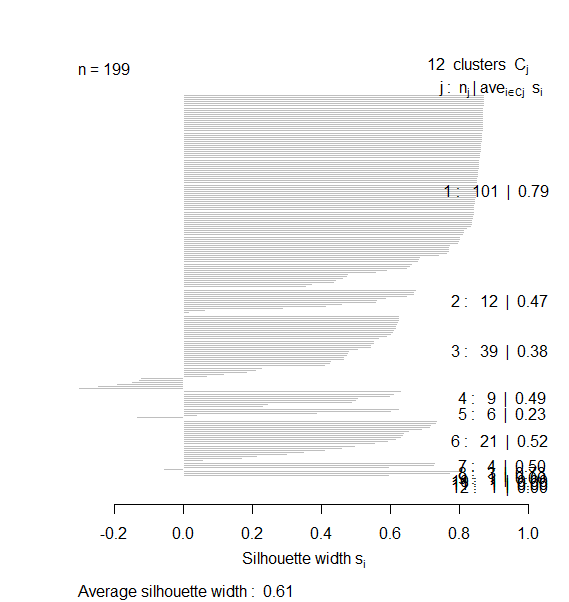 n = 199
12 clusters Cj
j : nj | ave i∈Cj si
1 : 101 | 0.79
2 : 12 | 0.47
3 : 39 | 0.38
4 : 9 | 0.49
5 : 6 | 0.23
6 : 21 | 0.52
7 : 4 | 0.50
12 : 1 | 0.00
-0.2 0.0 0.2 0.4 0.6 0.8 1.0
Silhouette width si
Average silhouette width : 0.61